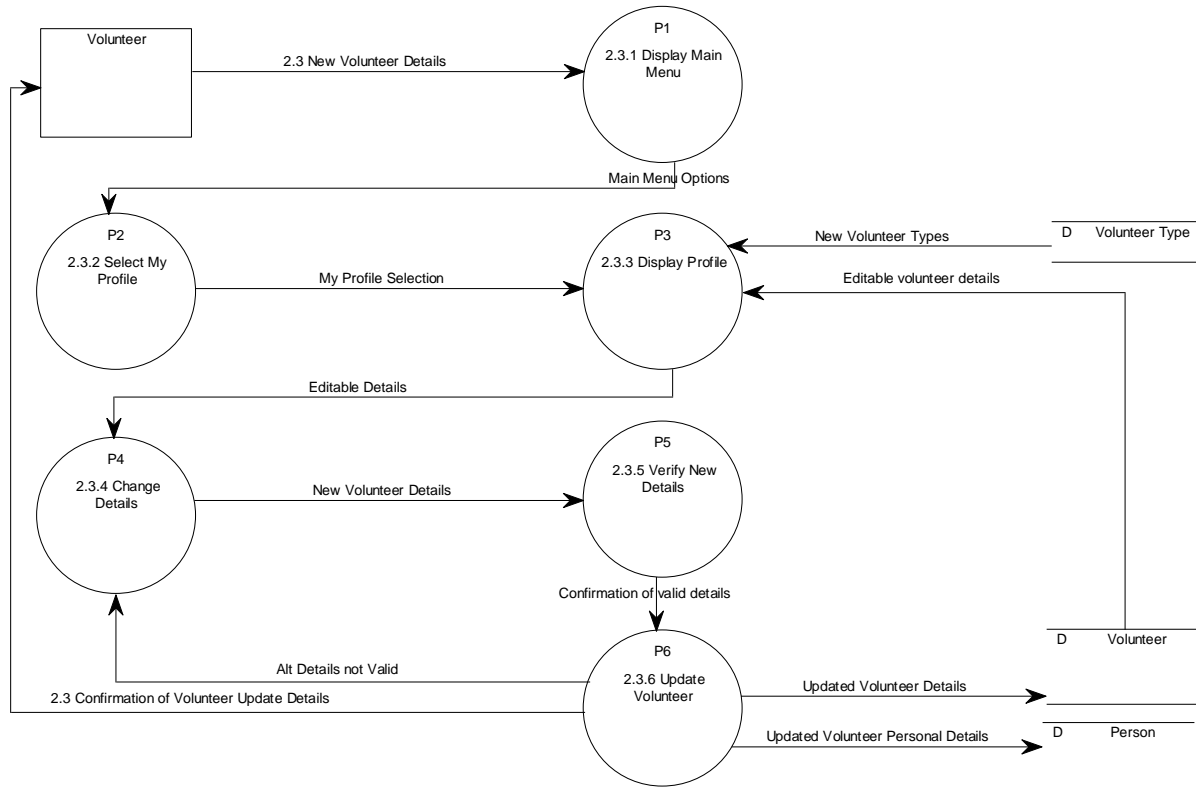 Volunteer
2.3 New Volunteer Details
P1
2.3.1 Display Main
Menu
Main Menu Options
P2
2.3.2 Select My
Profile
My Profile Selection
P3
2.3.3 Display Profile
New Volunteer Types
D Volunteer Type
Editable volunteer details
Editable Details
P4
2.3.4 Change
Details
New Volunteer Details
P5
2.3.5 Verify New
Details
Confirmation of valid details
P6
2.3.6 Update
Volunteer
Alt Details not Valid
2.3 Confirmation of Volunteer Update Details
Updated Volunteer Details
D Volunteer
Updated Volunteer Personal Details
D Person